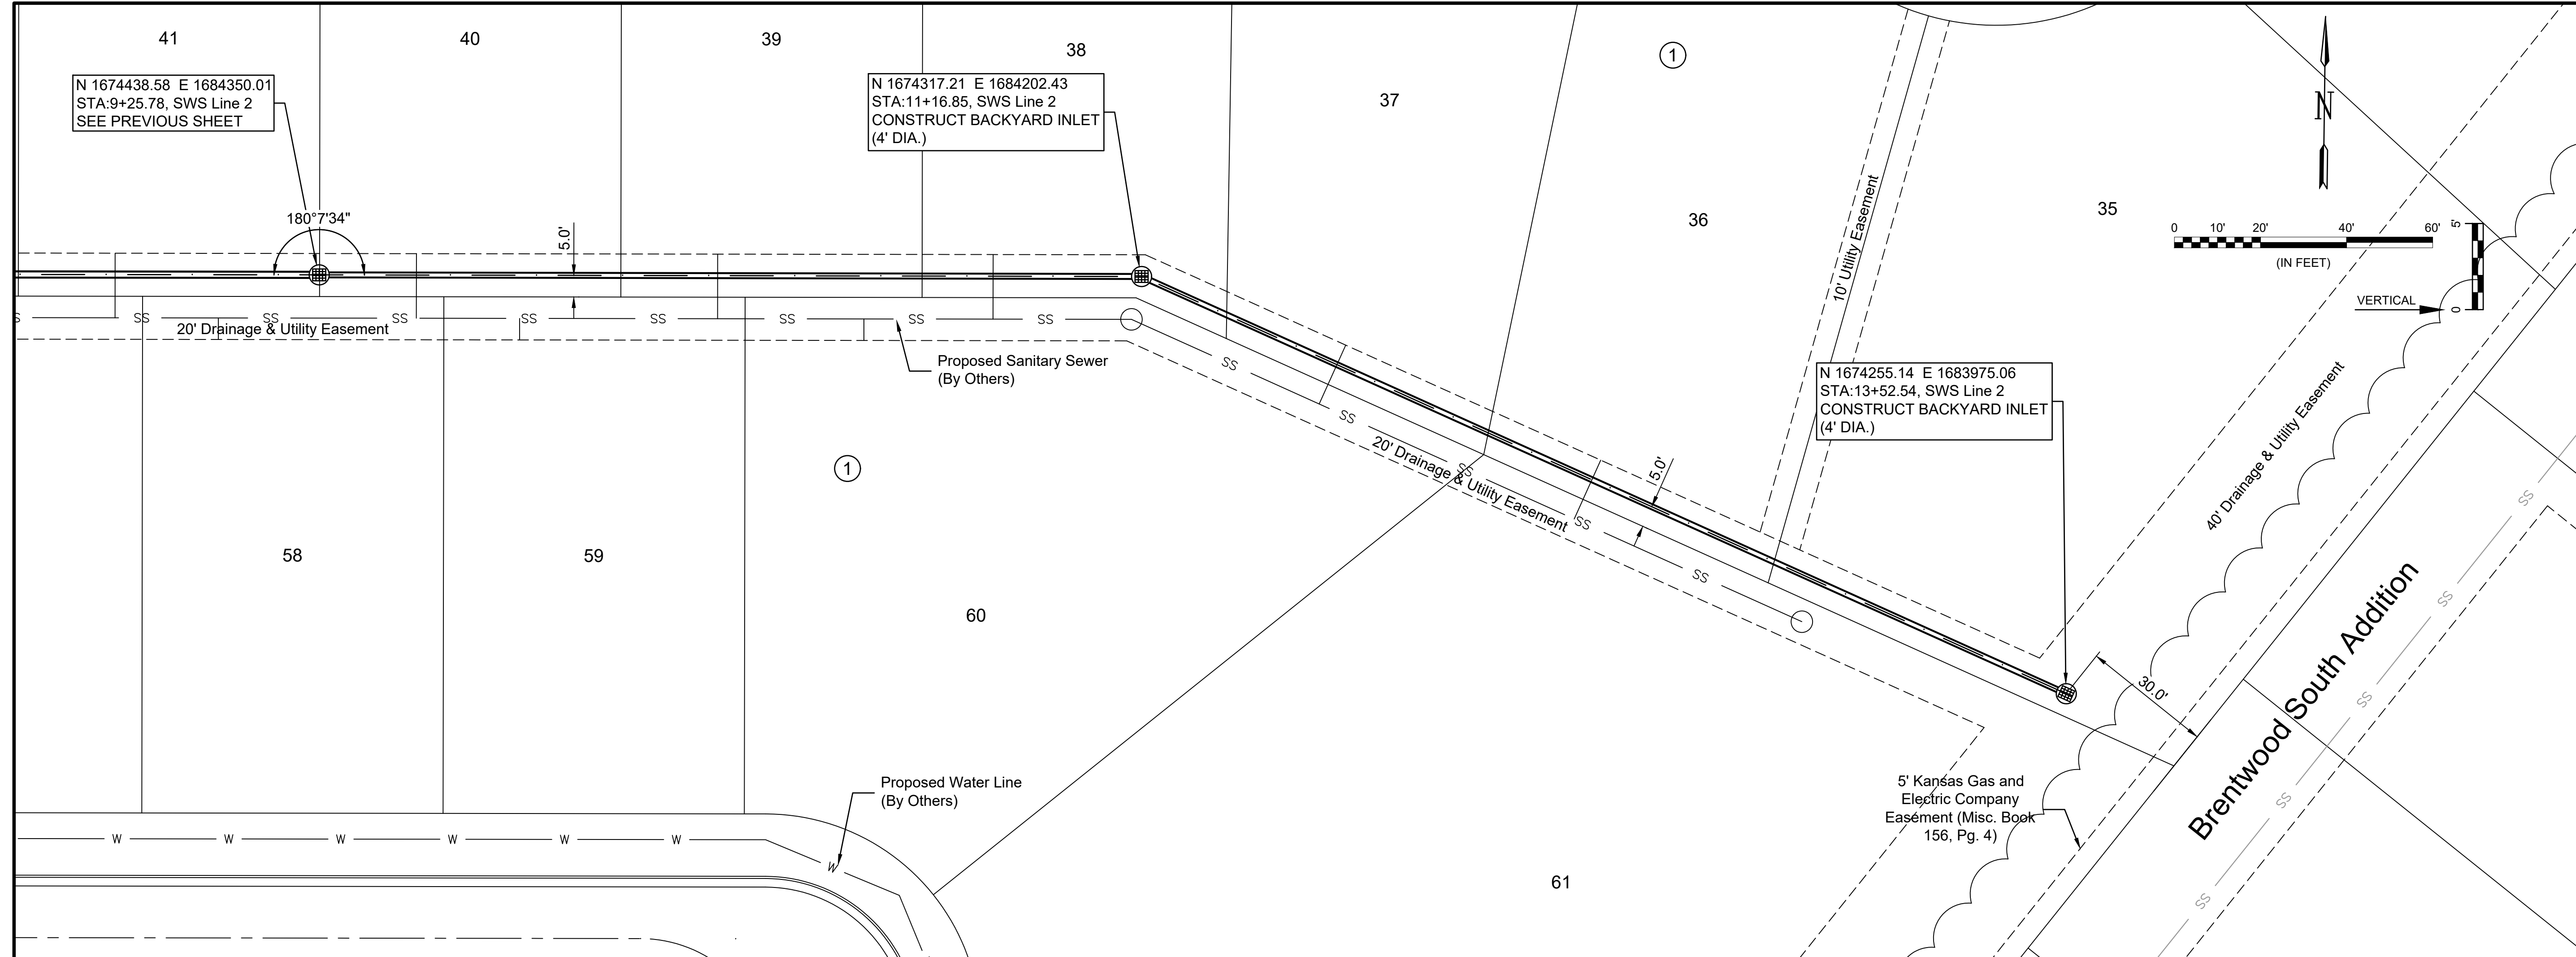 41
40
39
38
37
1
36
35
N 1674438.58  E 1684350.01
STA:9+25.78, SWS Line 2
SEE PREVIOUS SHEET
N 1674317.21  E 1684202.43
STA:11+16.85, SWS Line 2
CONSTRUCT BACKYARD INLET
(4' DIA.)
N
0 10' 20' 40' 60'
(IN FEET)
5'
0
VERTICAL
180°7'34"
5.0'
10' Utility Easement
S SS SS SS SS SS SS SS SS
20' Drainage & Utility Easement
Proposed Sanitary Sewer
(By Others)
SS SS SS SS SS
20' Drainage & Utility Easement
5.0'
N 1674255.14  E 1683975.06
STA:13+52.54, SWS Line 2
CONSTRUCT BACKYARD INLET
(4' DIA.)
40' Drainage & Utility Easement
1
58
59
60
61
30.0'
Brentwood South Addition
SS SS SS SS SS
Proposed Water Line
(By Others)
5' Kansas Gas and
Electric Company
Easement (Misc. Book
156, Pg. 4)
W W W W W W W